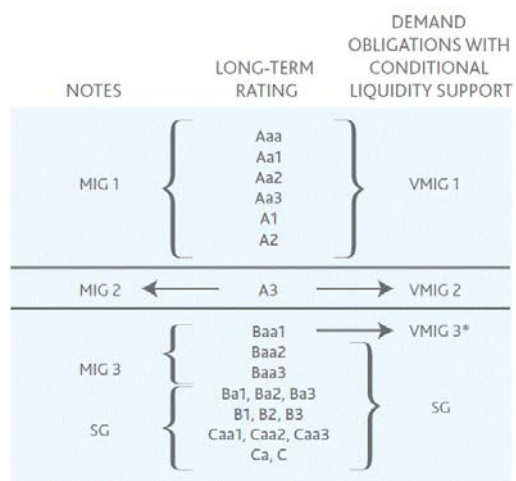 NOTES
LONG-TERM
RATING
DEMAND
OBLIGATIONS WITH
CONDITIONAL
LIQUIDITY SUPPORT
MIG 1
Aaa
Aa1
Aa2
Aa3
A1
A2
VMIG 1
MIG 2
A3
VMIG 2
Baa1
VMIG 3*
MIG 3
Baa2
Baa3
SG
Ba1, Ba2, Ba3
B1, B2, B3
Caa1, Caa2, Caa3
Ca, C
SG